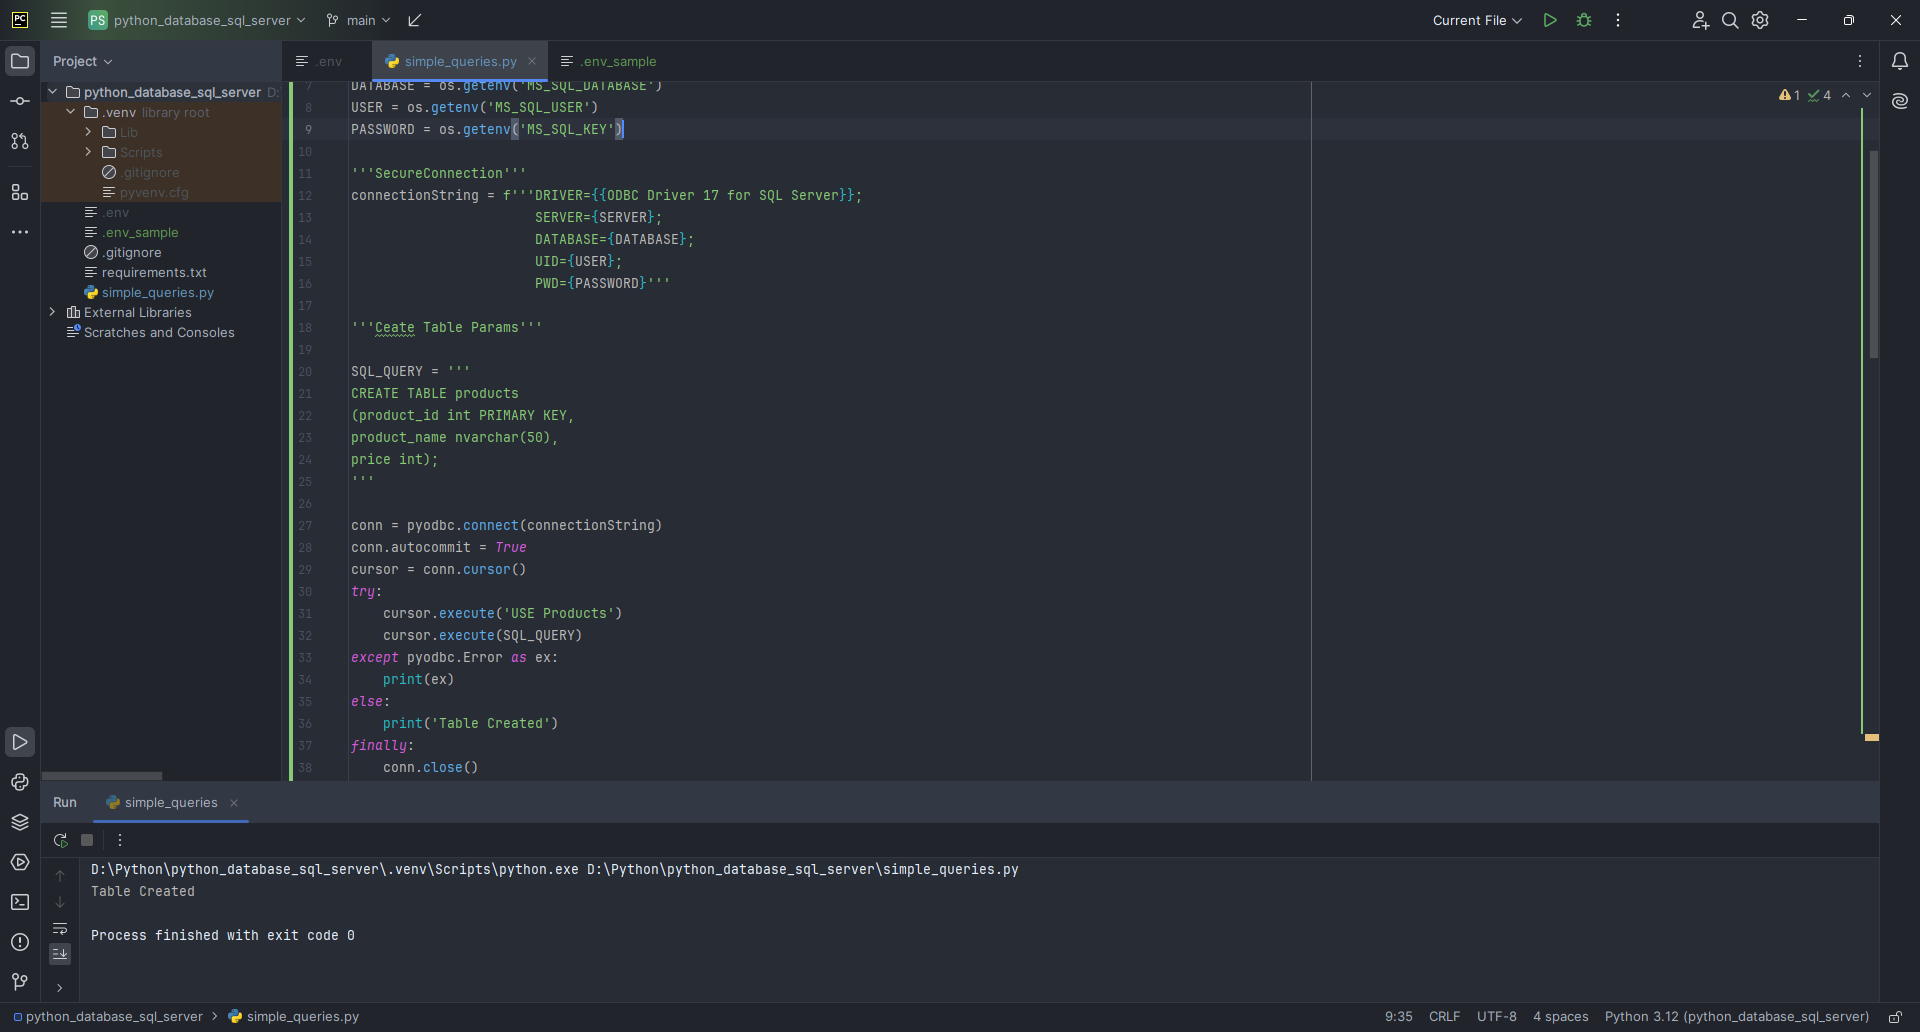 PC
PS python_database_sql_server main Current File
Project
.env simple_queries.py .env_sample
python_database_sql_server D:
.venv library root
Lib
Scripts
.gitignore
pyvenv.cfg
.env
.env_sample
.gitignore
requirements.txt
simple_queries.py
External Libraries
Scratches and Consoles
1 4
7 DATABASE = os.getenv('MS_SQL_DATABASE')
8 USER = os.getenv('MS_SQL_USER')
9 PASSWORD = os.getenv('MS_SQL_KEY')
10
11 '''SecureConnection'''
12 connectionString = f'''DRIVER={{ODBC Driver 17 for SQL Server}};
13 SERVER={SERVER};
14 DATABASE={DATABASE};
15 UID={USER};
16 PWD={PASSWORD}'''
17
18 '''Ceate Table Params'''
19
20 SQL_QUERY = '''
21 CREATE TABLE products
22 (product_id int PRIMARY KEY,
23 product_name nvarchar(50),
24 price int);
25 '''
26
27 conn = pyodbc.connect(connectionString)
28 conn.autocommit = True
29 cursor = conn.cursor()
30 try:
31 cursor.execute('USE Products')
32 cursor.execute(SQL_QUERY)
33 except pyodbc.Error as ex:
34 print(ex)
35 else:
36 print('Table Created')
37 finally:
38 conn.close()
Run simple_queries
D:\Python\python_database_sql_server\.venv\Scripts\python.exe D:\Python\python_database_sql_server\simple_queries.py
Table Created
Process finished with exit code 0
python_database_sql_server > simple_queries.py 9:35 CRLF UTF-8 4 spaces Python 3.12 (python_database_sql_server)